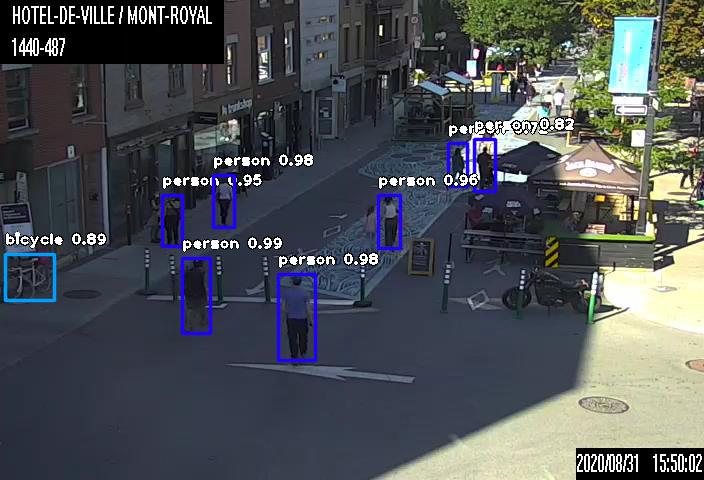 HOTEL-DE-VILLE / MONT-ROYAL
1440-487
person 0.82
person 0.98
person 0.95
person 0.96
bicycle 0.89
person 0.99
person 0.98
2020/08/31 15:50:02